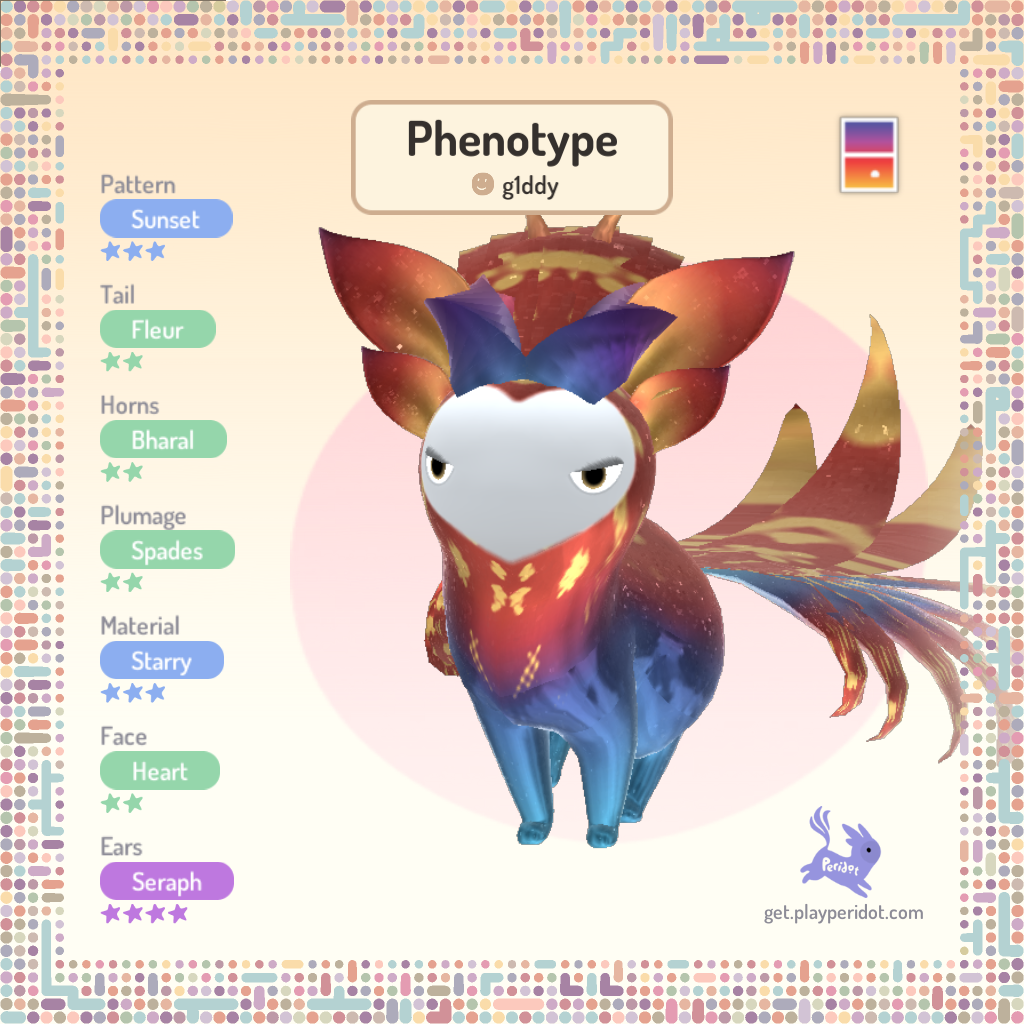 Phenotype
g1ddy
Pattern
Sunset
Tail
Fleur
Horns
Bharal
Plumage
Spades
Material
Starry
Face
Heart
Ears
Seraph
Peridot
get.playperidot.com